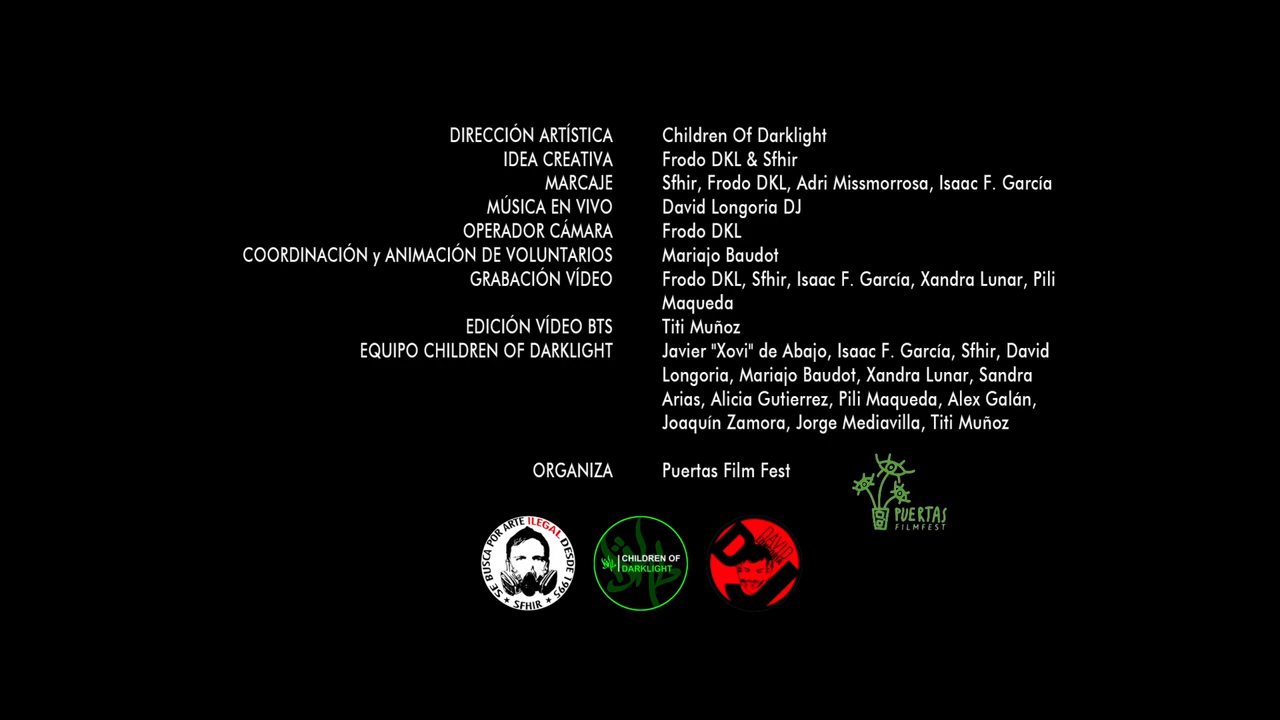 DIRECCIÓN ARTÍSTICA Children Of Darklight
IDEA CREATIVA Frodo DKL & Sfhir
MARCAJE Sfhir, Frodo DKL, Adri Missmorrosa, Isaac F. García
MÚSICA EN VIVO David Longoria DJ
OPERADOR CÁMARA Frodo DKL
COORDINACIÓN y ANIMACIÓN DE VOLUNTARIOS Mariajo Baudot
GRABACIÓN VÍDEO Frodo DKL, Sfhir, Isaac F. García, Xandra Lunar, Pili
Maqueda
EDICIÓN VÍDEO BTS Titi Muñoz
EQUIPO CHILDREN OF DARKLIGHT Javier "Xovi" de Abajo, Isaac F. García, Sfhir, David
Longoria, Mariajo Baudot, Xandra Lunar, Sandra
Arias, Alicia Gutierrez, Pili Maqueda, Alex Galán,
Joaquín Zamora, Jorge Mediavilla, Titi Muñoz
ORGANIZA Puertas Film Fest
PUERTAS
FILMFEST
SE BUSCA POR ARTE ILEGAL DESDE 1995
SFHIR
CHILDREN OF
DARKLIGHT
DAVID
DJ